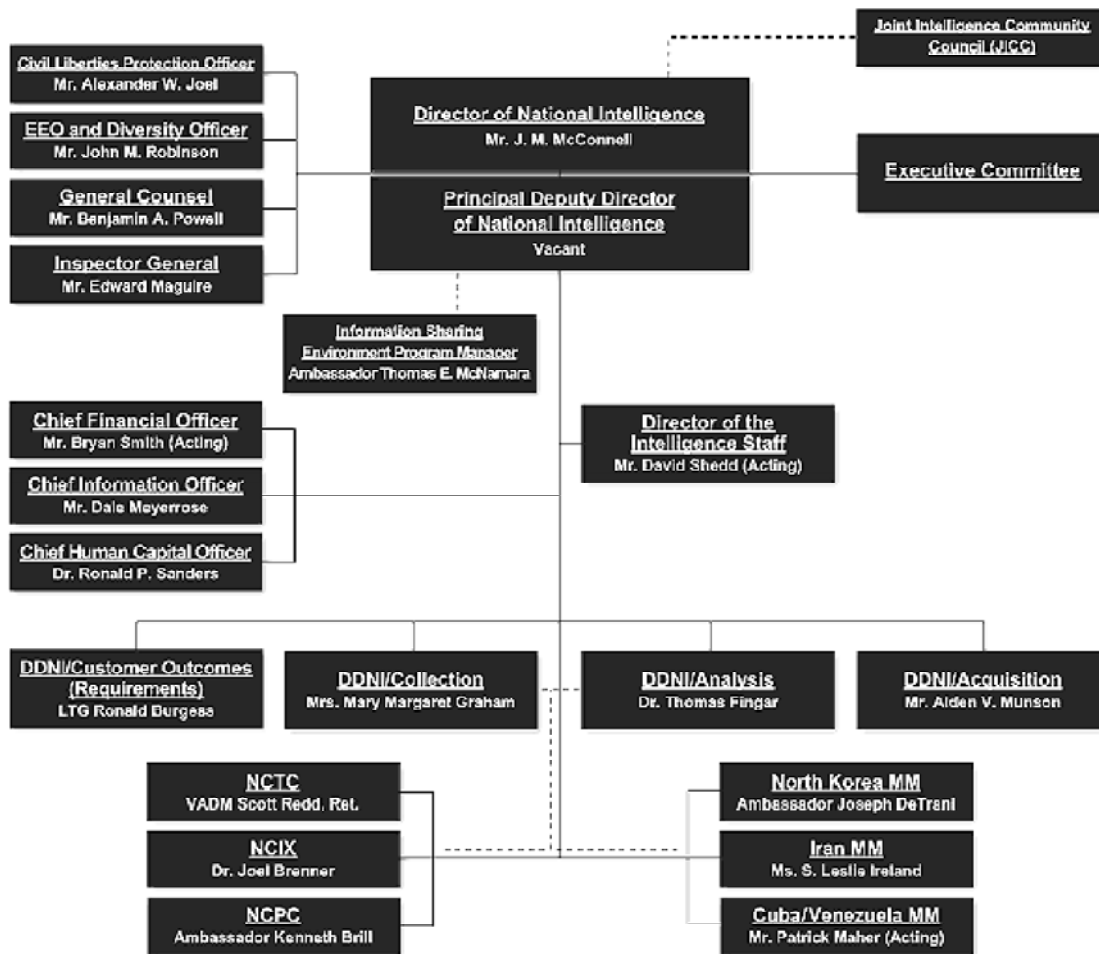 Joint Intelligence Community
Council (JICC)
Civil Liberties Protection Officer
Mr. Alexander W. Joel
Director of National Intelligence
Mr. J. M. McConnell
EEO and Diversity Officer
Mr. John M. Robinson
Executive Committee
General Counsel
Mr. Benjamin A. Powell
Principal Deputy Director
of National Intelligence
Vacant
Inspector General
Mr. Edward Maguire
Information Sharing
Environment Program Manager
Ambassador Thomas E. McNamara
Chief Financial Officer
Mr. Bryan Smith (Acting)
Director of the
Intelligence Staff
Mr. David Shedd (Acting)
Chief Information Officer
Mr. Dale Meyerrose
Chief Human Capital Officer
Dr. Ronald P. Sanders
DDNI/Customer Outcomes
(Requirements)
LTG Ronald Burgess
DDNI/Collection
Mrs. Mary Margaret Graham
DDNI/Analysis
Dr. Thomas Fingar
DDNI/Acquisition
Mr. Alden V. Munson
NCTC
VADM Scott Redd, Ret.
North Korea MM
Ambassador Joseph DeTrani
NCIX
Dr. Joel Brenner
Iran MM
Ms. S. Leslie Ireland
NCPC
Ambassador Kenneth Brill
Cuba/Venezuela MM
Mr. Patrick Maher (Acting)